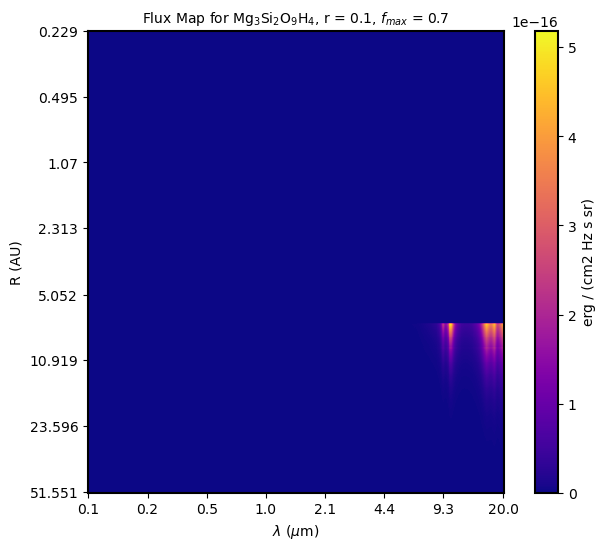 Flux Map for Mg₃Si₂O₉H₄, r = 0.1, f_max = 0.7
1e−16
0.229
0.495
1.07
2.313
5.052
10.919
23.596
51.551
R (AU)
0.1 0.2 0.5 1.0 2.1 4.4 9.3 20.0
λ (μm)
5
4
3
2
1
0
erg / (cm2 Hz s sr)